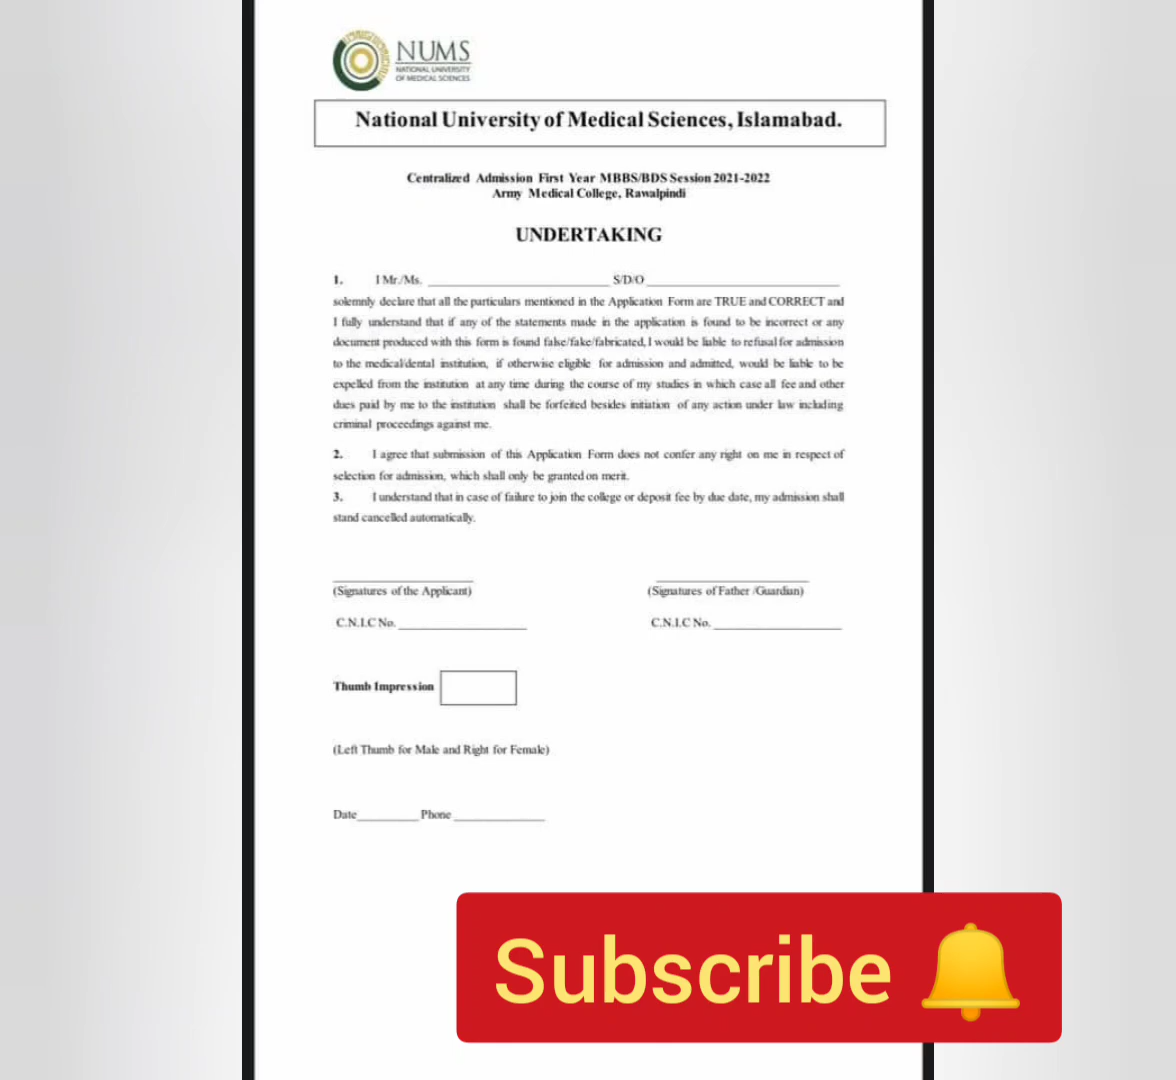 NUMS
NATIONAL UNIVERSITY
OF MEDICAL SCIENCES
National University of Medical Sciences, Islamabad.
Centralized Admission First Year MBBS/BDS Session 2021-2022
Army Medical College, Rawalpindi
UNDERTAKING
1. I Mr./Ms. ______________________________ S/D/O ________________________________
solemnly declare that all the particulars mentioned in the Application Form are TRUE and CORRECT and
I fully understand that if any of the statements made in the application is found to be incorrect or any
document produced with this form is found false/fake/fabricated, I would be liable to refusal for admission
to the medical/dental institution, if otherwise eligible for admission and admitted, would be liable to be
expelled from the institution at any time during the course of my studies in which case all fee and other
dues paid by me to the institution shall be forfeited besides initiation of any action under law including
criminal proceedings against me.
2. I agree that submission of this Application Form does not confer any right on me in respect of
selection for admission, which shall only be granted on merit.
3. I understand that in case of failure to join the college or deposit fee by due date, my admission shall
stand cancelled automatically.
(Signatures of the Applicant) (Signatures of Father /Guardian)
C.N.I.C No. _____________________ C.N.I.C No. _____________________
Thumb Impression
(Left Thumb for Male and Right for Female)
Date__________ Phone _______________
Subscribe